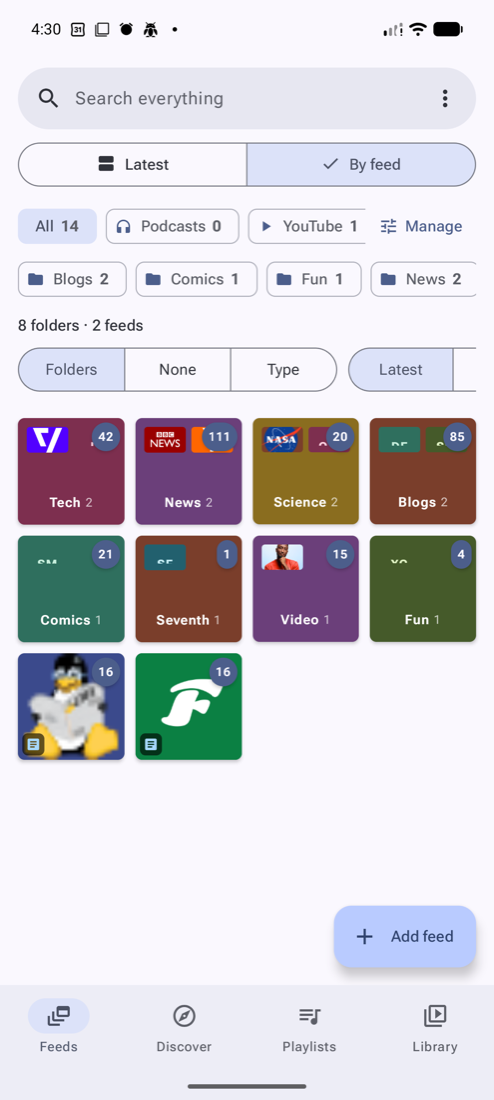 4:30 31
Search everything
Latest By feed
All 14 Podcasts 0 YouTube 1 Manage
Blogs 2 Comics 1 Fun 1 News 2
8 folders · 2 feeds
Folders None Type Latest
42 BBC NEWS 111 NASA 20 85
Tech 2 News 2 Science 2 Blogs 2
21 1 15 4
Comics 1 Seventh 1 Video 1 Fun 1
16 16
Add feed
Feeds Discover Playlists Library